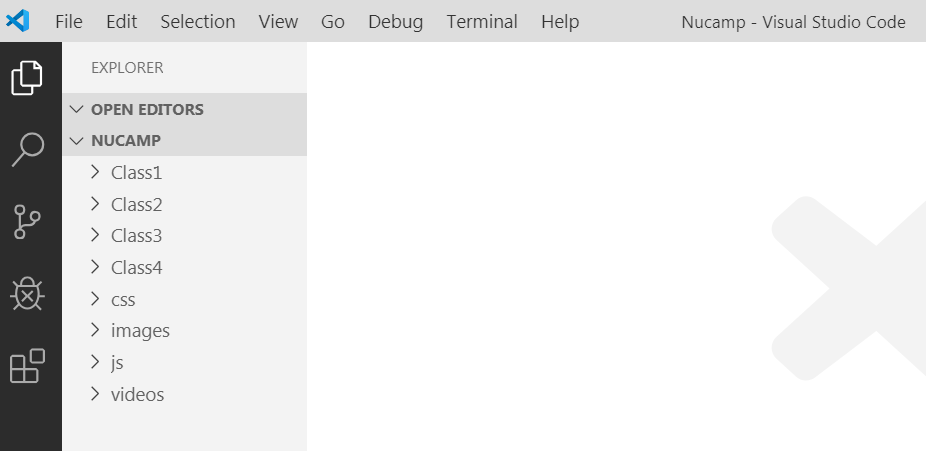 File Edit Selection View Go Debug Terminal Help Nucamp - Visual Studio Code
EXPLORER
OPEN EDITORS
NUCAMP
Class1
Class2
Class3
Class4
css
images
js
videos